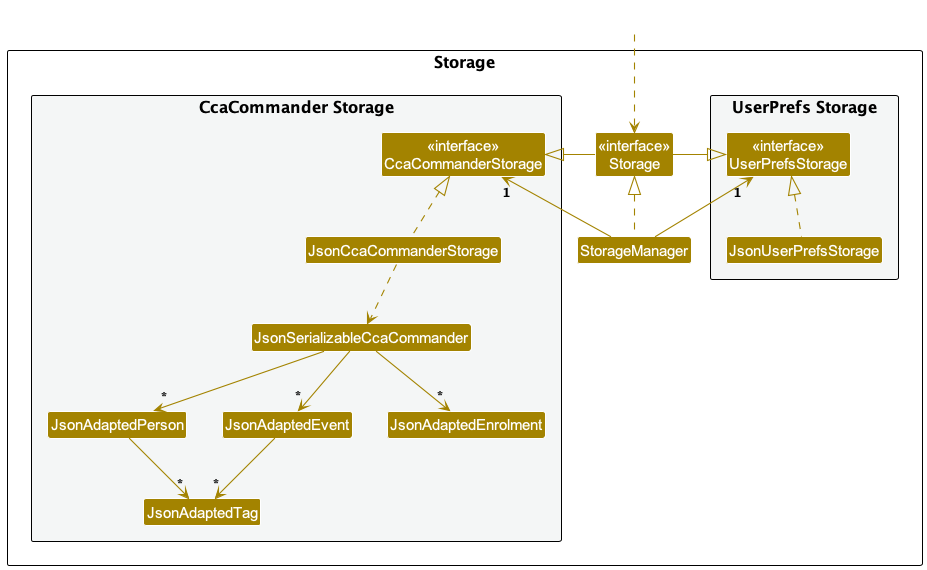 Storage
CcaCommander Storage
UserPrefs Storage
«interface»
CcaCommanderStorage
«interface»
Storage
«interface»
UserPrefsStorage
1
1
JsonCcaCommanderStorage
StorageManager
JsonUserPrefsStorage
JsonSerializableCcaCommander
*
*
*
JsonAdaptedPerson
JsonAdaptedEvent
JsonAdaptedEnrolment
*
*
JsonAdaptedTag